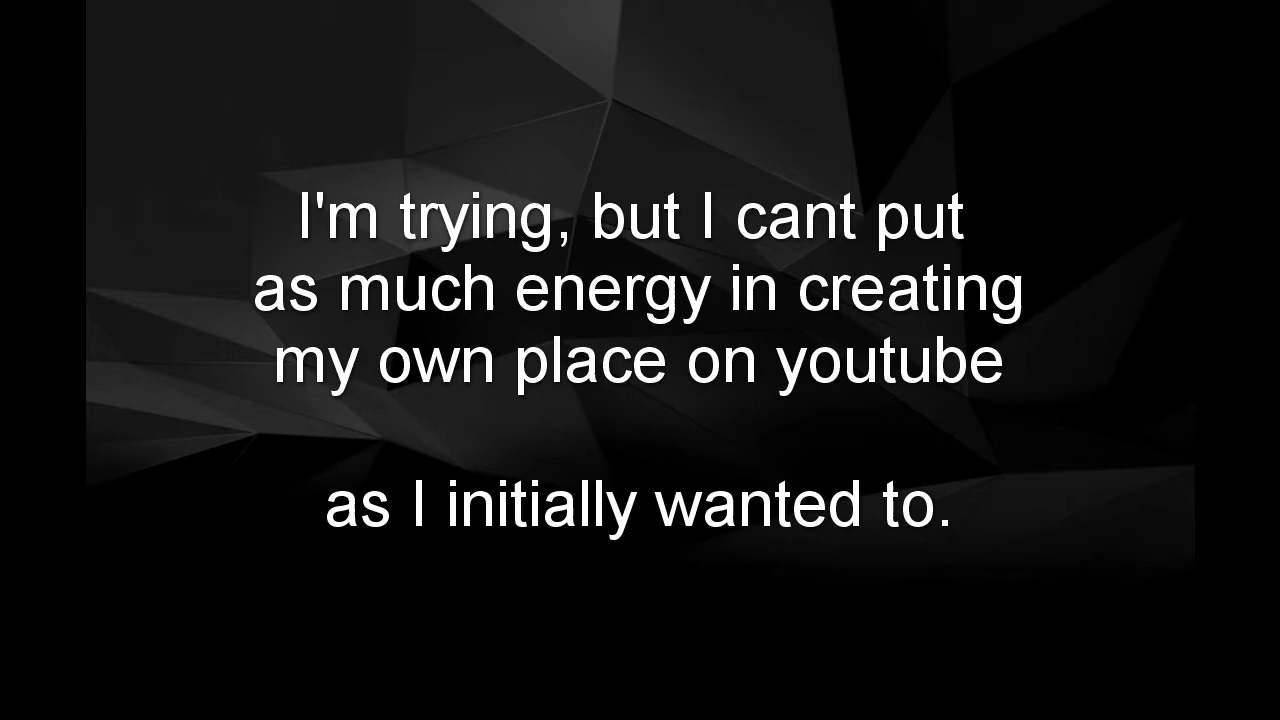 I'm trying, but I cant put
as much energy in creating
my own place on youtube
as I initially wanted to.